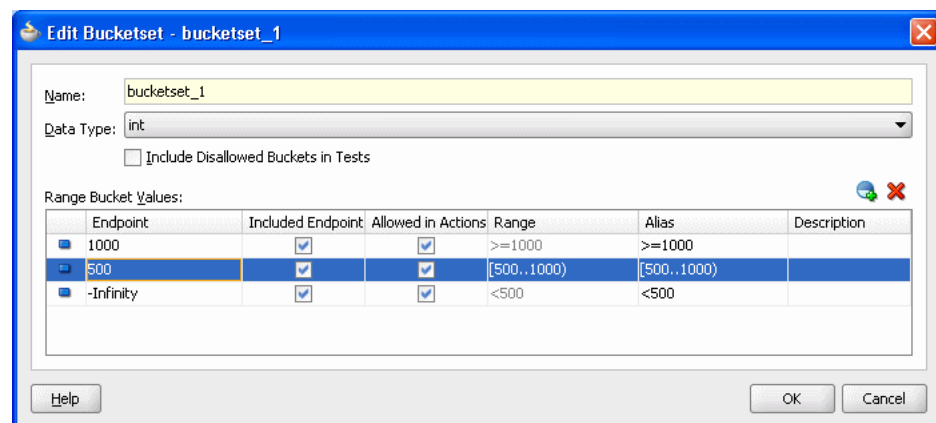 Edit Bucketset - bucketset_1
Name: bucketset_1
Data Type: int
Include Disallowed Buckets in Tests
Range Bucket Values:
Endpoint Included Endpoint Allowed in Actions Range Alias Description
1000 >=1000 >=1000
500 [500..1000) [500..1000)
-Infinity <500 <500
Help OK Cancel